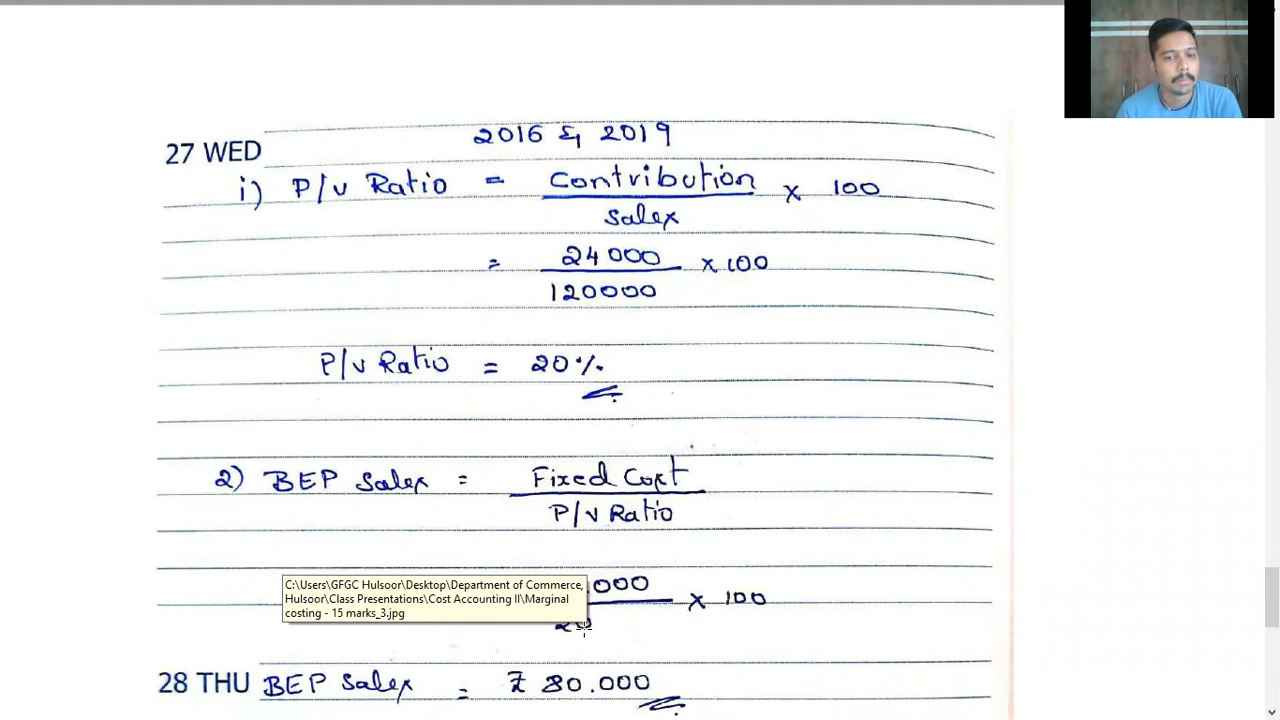 2016 & 2019
27 WED
i) P/v Ratio = Contribution / Sales × 100
= 24000 / 120000 × 100
P/v Ratio = 20%
2) BEP Sales = Fixed Cost / P/v Ratio
C:\Users\GFGC Hulsoor\Desktop\Department of Commerce,
Hulsoor\Class Presentations\Cost Accounting II\Marginal
costing - 15 marks_3.jpg
000 / 20 × 100
28 THU BEP Sales = ₹ 80.000